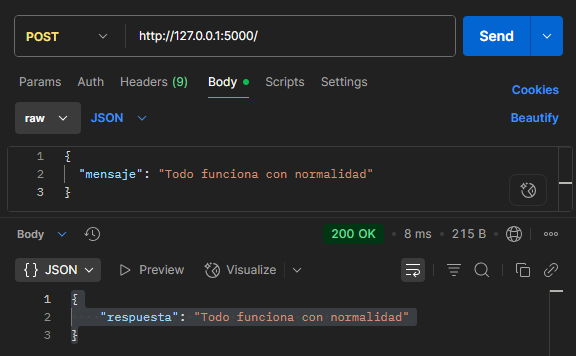 POST http://127.0.0.1:5000/ Send
Params Auth Headers (9) Body Scripts Settings Cookies
raw JSON Beautify
1 {
2 "mensaje": "Todo funciona con normalidad"
3 }
Body 200 OK • 8 ms • 215 B
{} JSON Preview Visualize
1 {
2 "respuesta": "Todo funciona con normalidad"
3 }